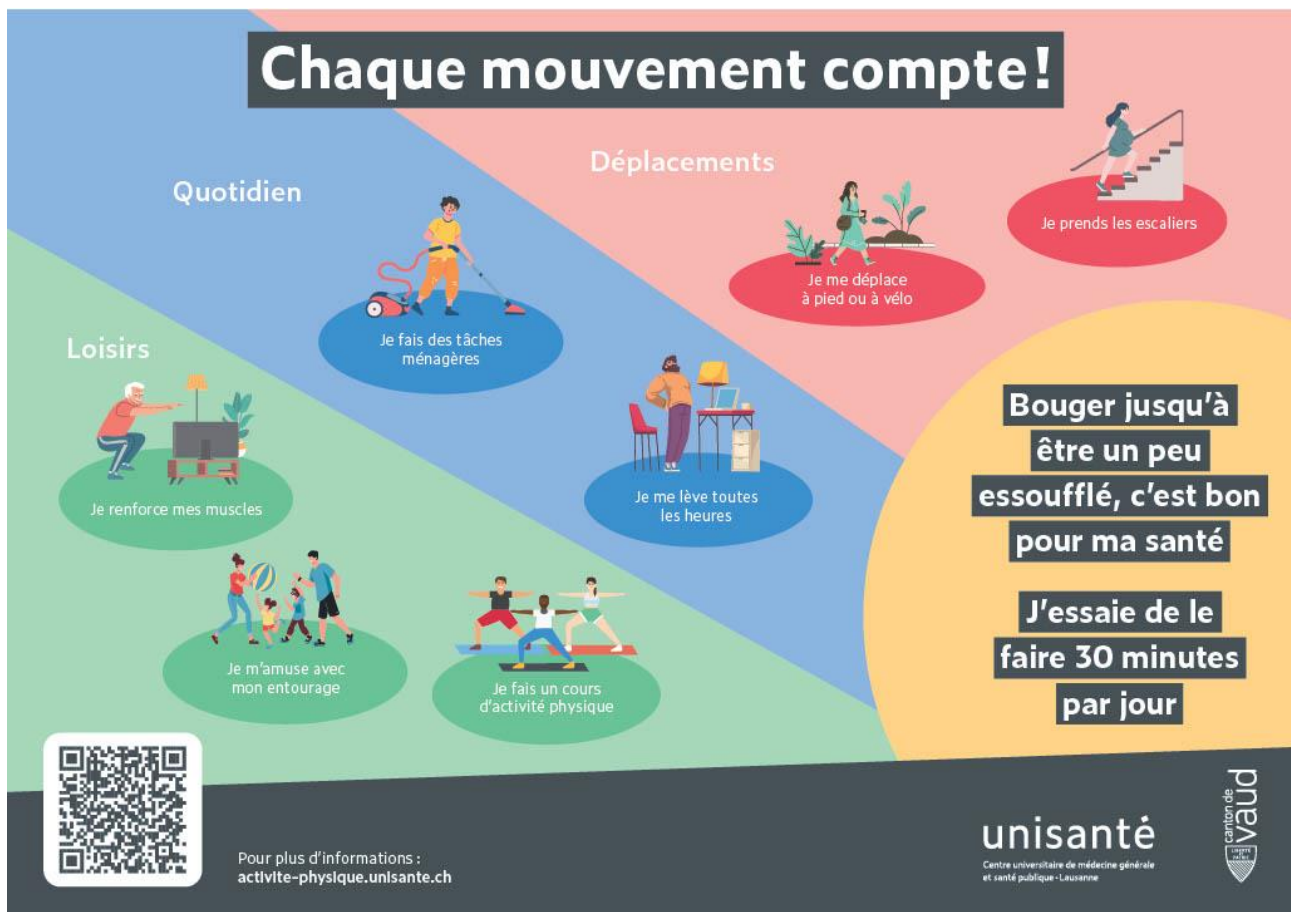 Chaque mouvement compte!
Déplacements
Je prends les escaliers
Je me déplace
à pied ou à vélo
Quotidien
Je fais des tâches
ménagères
Je me lève toutes
les heures
Loisirs
Je renforce mes muscles
Je m'amuse avec
mon entourage
Je fais un cours
d'activité physique
Bouger jusqu'à
être un peu
essoufflé, c'est bon
pour ma santé
J'essaie de le
faire 30 minutes
par jour
Pour plus d'informations :
activite-physique.unisante.ch
unisanté
Centre universitaire de médecine générale
et santé publique - Lausanne
canton de
vaud
LIBERTÉ
ET
PATRIE